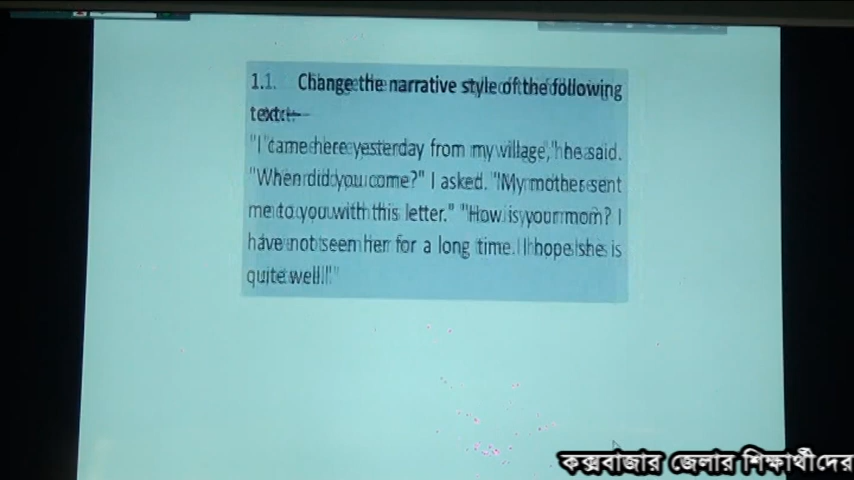 1.1. Change the narrative style of the following
text:-
"I came here yesterday from my village," he said.
"When did you come?" I asked. "My mother sent
me to you with this letter." "How is your mom? I
have not seem her for a long time. I hope she is
quite well."
কক্সবাজার জেলার শিক্ষার্থীদের